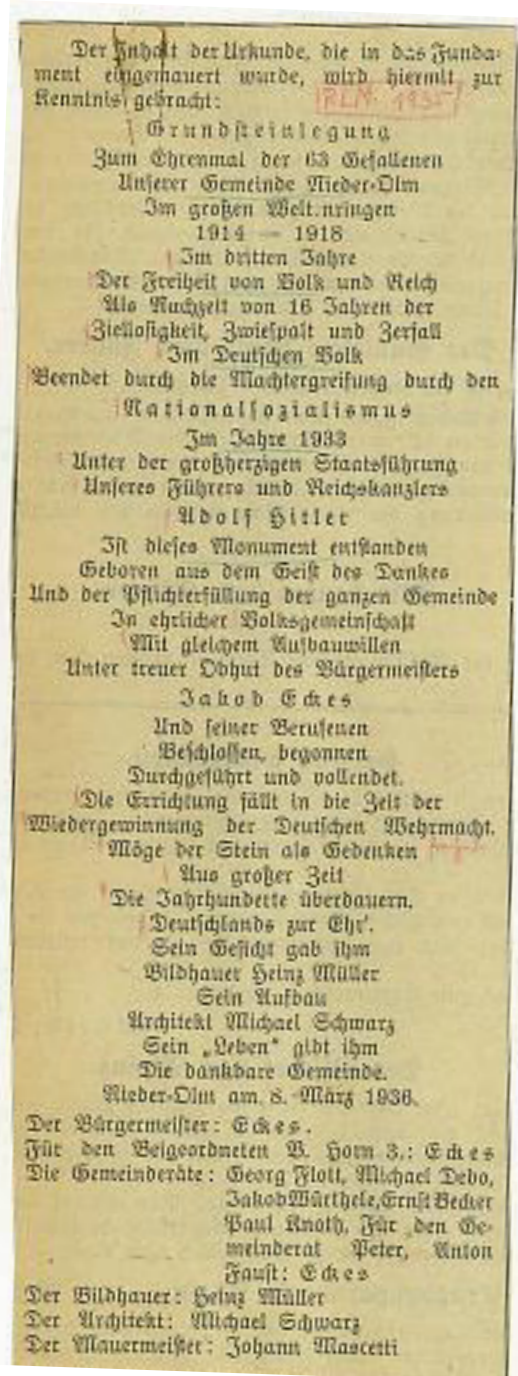 Der Inhalt der Urkunde, die in das Funda-
ment eingemauert wurde, wird hiermit zur
Kenntnis gebracht:
Grundsteinlegung
Zum Ehrenmal der 63 Gefallenen
Unserer Gemeinde Nieder-Olm
Im großen Welt.nringen
1914 — 1918
Im dritten Jahre
Der Freiheit von Volk und Reich
Als Nachzeit von 16 Jahren der
Ziellosigkeit, Zwiespalt und Zerfall
Im Deutschen Volk
Beendet durch die Machtergreifung durch den
Nationalsozialismus
Im Jahre 1933
Unter der großherzigen Staatsführung
Unseres Führers und Reichskanzlers
Adolf Hitler
Ist dieses Monument entstanden
Geboren aus dem Geist des Dankes
Und der Pflichterfüllung der ganzen Gemeinde
In ehrlicher Volksgemeinschaft
Mit gleichem Aufbauwillen
Unter treuer Obhut des Bürgermeisters
Jakob Eckes
Und seiner Berufenen
Beschlossen, begonnen
Durchgeführt und vollendet.
Die Errichtung fällt in die Zeit der
Wiedergewinnung der Deutschen Wehrmacht.
Möge der Stein als Gedenken
Aus großer Zeit
Die Jahrhunderte überdauern.
Deutschlands zur Ehr'.
Sein Gesicht gab ihm
Bildhauer Heinz Müller
Sein Aufbau
Architekt Michael Schwarz
Sein „Leben“ gibt ihm
Die dankbare Gemeinde.
Nieder-Olm am 8. März 1936.
Der Bürgermeister: Eckes.
Für den Beigeordneten B. Horn 3.: Eckes
Die Gemeinderäte: Georg Flott, Michael Debo,
Jakob Würthele, Ernst Becker
Paul Knoth, Für den Ge-
meinderat Peter, Anton
Faust: Eckes
Der Bildhauer: Heinz Müller
Der Architekt: Michael Schwarz
Der Mauermeister: Johann Mascetti